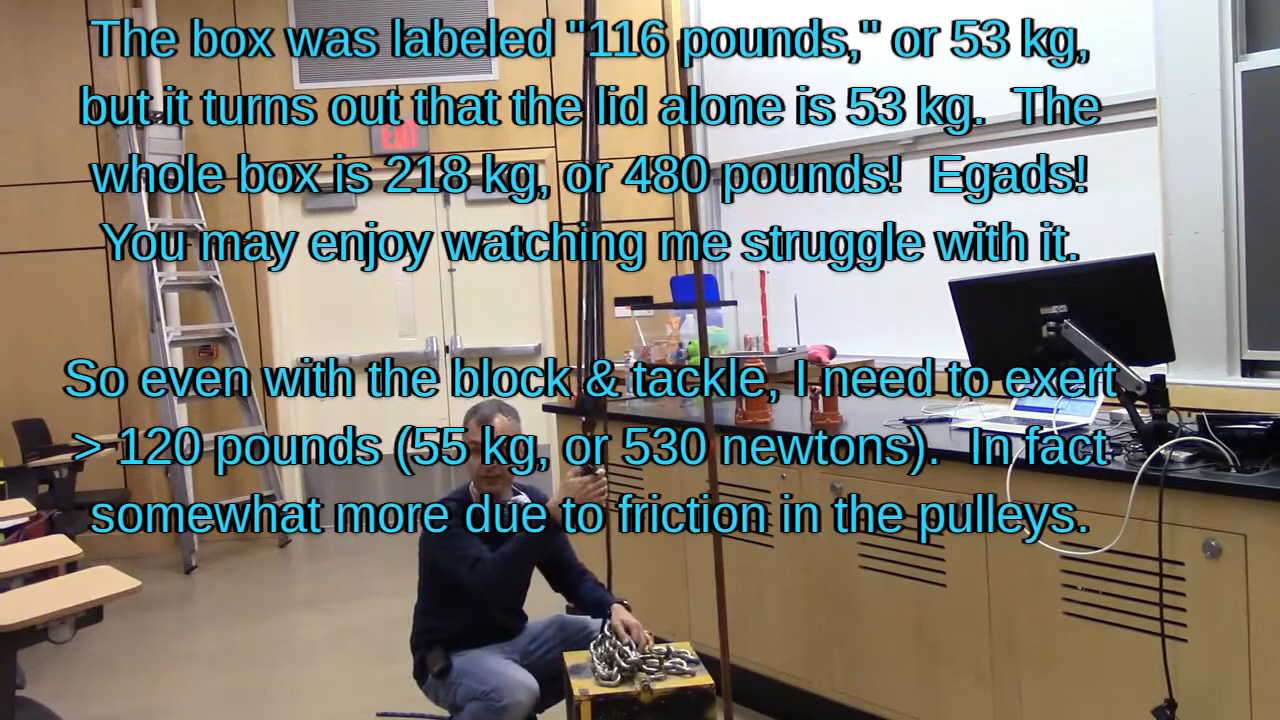 The box was labeled "116 pounds," or 53 kg,
but it turns out that the lid alone is 53 kg.  The
whole box is 218 kg, or 480 pounds!  Egads!
You may enjoy watching me struggle with it.
EXIT
So even with the block & tackle, I need to exert
> 120 pounds (55 kg, or 530 newtons).  In fact
somewhat more due to friction in the pulleys.